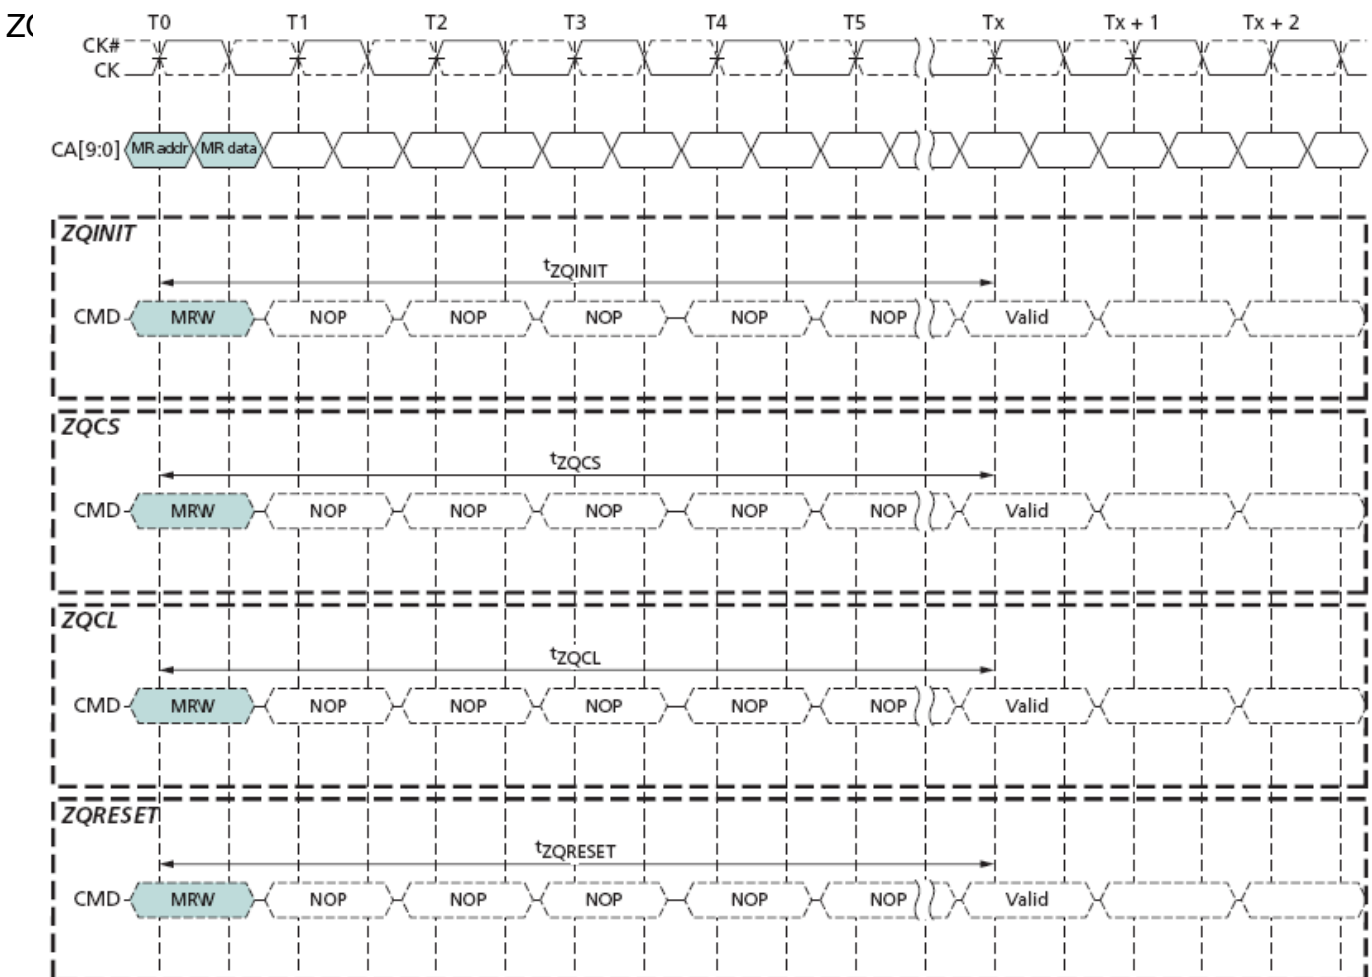 ZQ
T0 T1 T2 T3 T4 T5 Tx Tx + 1 Tx + 2
CK#
CK
CA[9:0] MR addr MR data
ZQINIT
tZQINIT
CMD MRW NOP NOP NOP NOP NOP Valid
ZQCS
tZQCS
CMD MRW NOP NOP NOP NOP NOP Valid
ZQCL
tZQCL
CMD MRW NOP NOP NOP NOP NOP Valid
ZQRESET
tZQRESET
CMD MRW NOP NOP NOP NOP NOP Valid